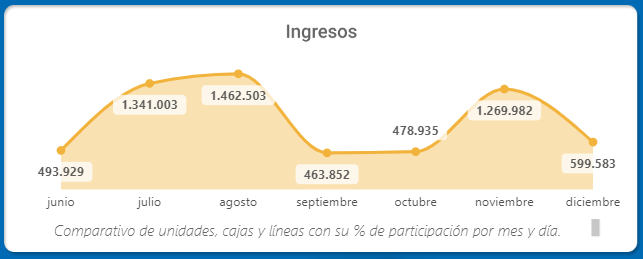 Ingresos
1.462.503
1.341.003
1.269.982
478.935
493.929
463.852
599.583
junio julio agosto septiembre octubre noviembre diciembre
Comparativo de unidades, cajas y líneas con su % de participación por mes y día.